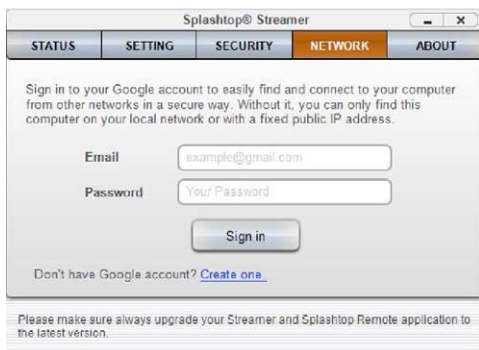 Splashtop® Streamer
STATUS SETTING SECURITY NETWORK ABOUT
Sign in to your Google account to easily find and connect to your computer
from other networks in a secure way. Without it, you can only find this
computer on your local network or with a fixed public IP address.
Email example@gmail.com
Password Your Password
Sign in
Don't have Google account? Create one.
Please make sure always upgrade your Streamer and Splashtop Remote application to
the latest version.